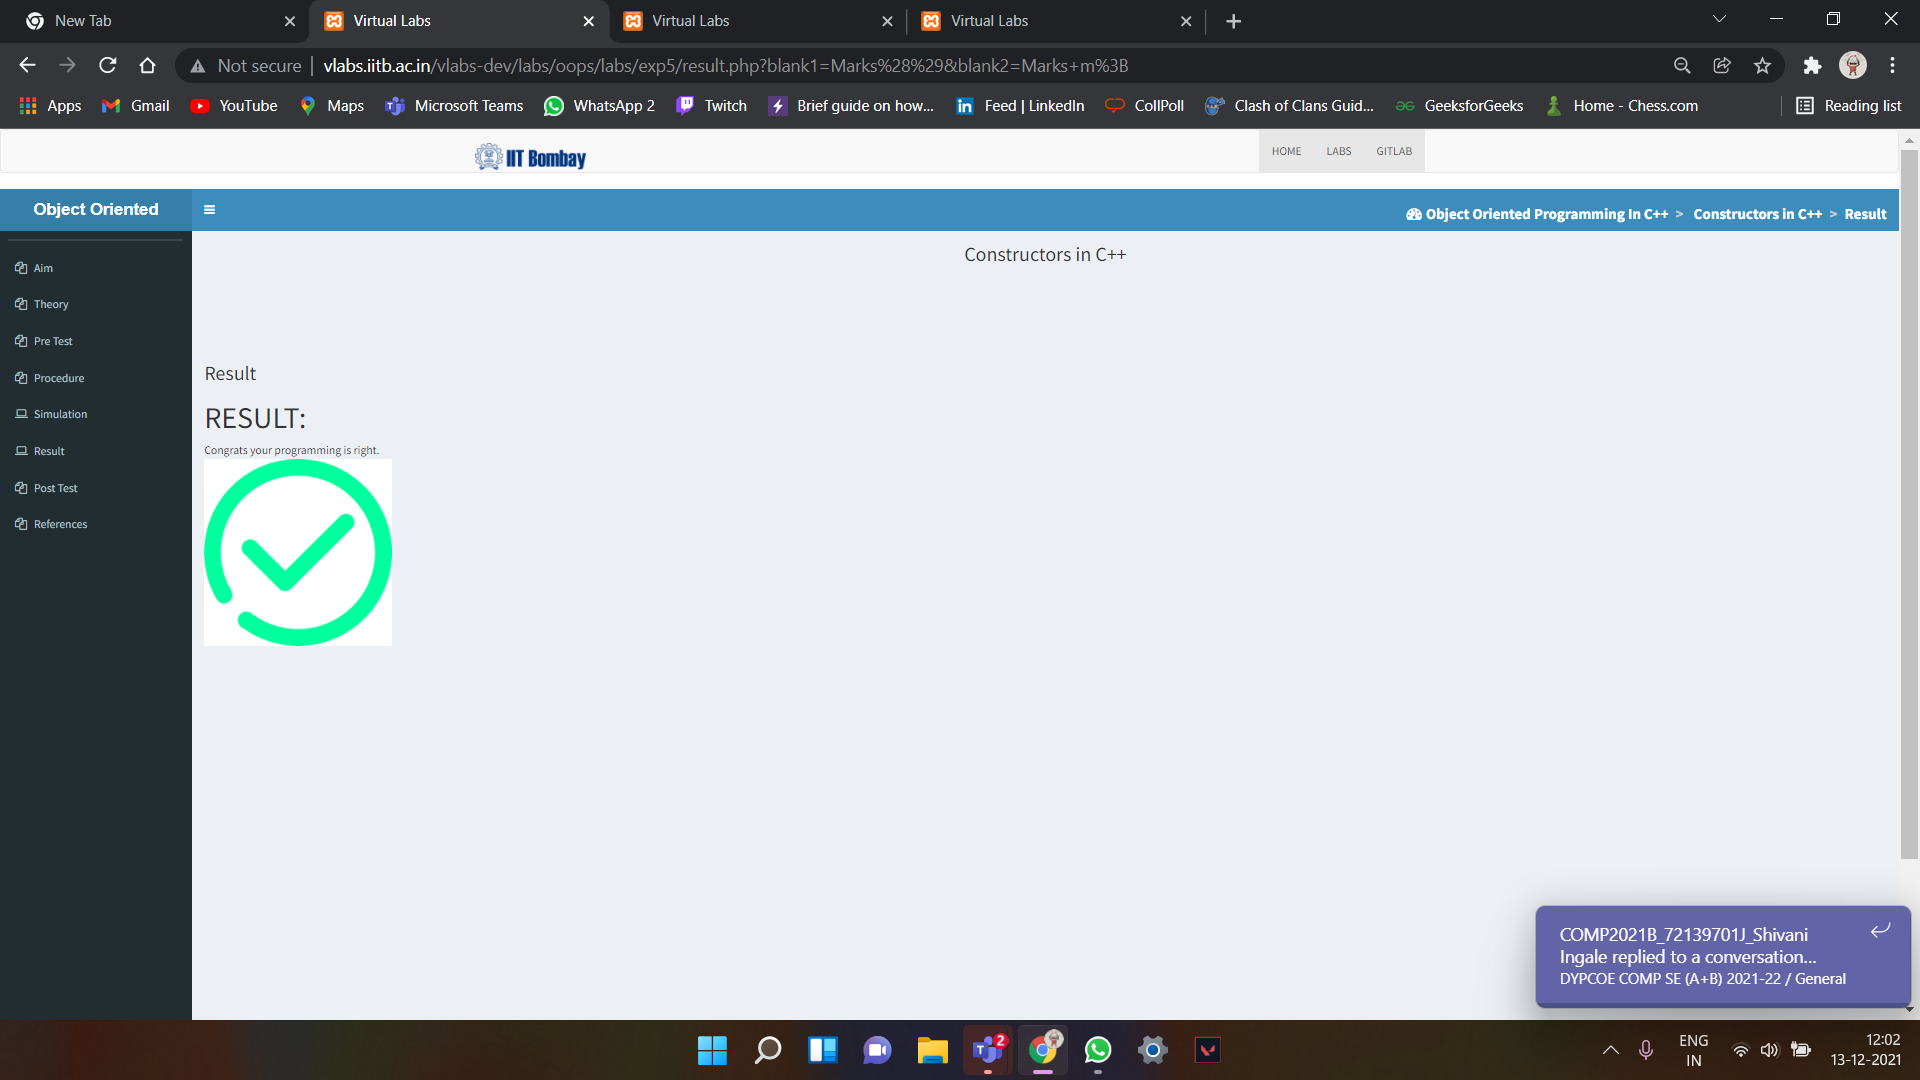 New Tab
Virtual Labs
Virtual Labs
Virtual Labs
Not secure
vlabs.iitb.ac.in/vlabs-dev/labs/oops/labs/exp5/result.php?blank1=Marks%28%29&blank2=Marks+m%3B
Apps
Gmail
YouTube
Maps
Microsoft Teams
WhatsApp 2
Twitch
Brief guide on how...
Feed | LinkedIn
CollPoll
Clash of Clans Guid...
GeeksforGeeks
Home - Chess.com
Reading list
IIT Bombay
HOME
LABS
GITLAB
Object Oriented
Object Oriented Programming In C++ > Constructors in C++ > Result
Aim
Theory
Pre Test
Procedure
Simulation
Result
Post Test
References
Constructors in C++
Result
RESULT:
Congrats your programming is right.
COMP2021B_72139701J_Shivani
Ingale replied to a conversation...
DYPCOE COMP SE (A+B) 2021-22 / General
2
ENG
IN
12:02
13-12-2021